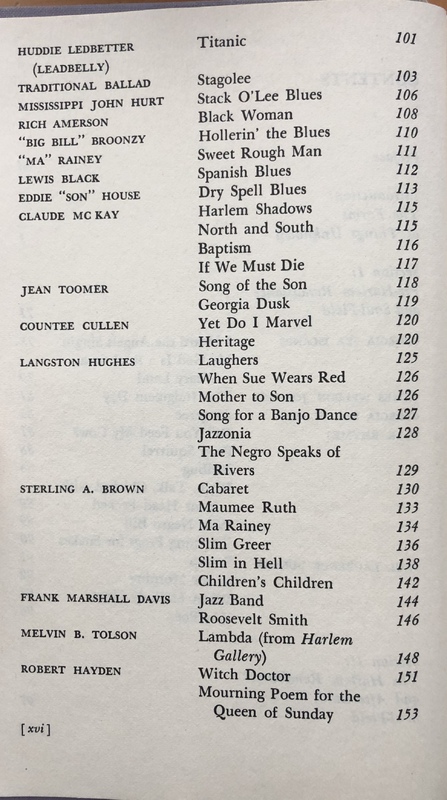 HUDDIE LEDBETTER Titanic 101
(LEADBELLY)
TRADITIONAL BALLAD Stagolee 103
MISSISSIPPI JOHN HURT Stack O'Lee Blues 106
RICH AMERSON Black Woman 108
"BIG BILL" BROONZY Hollerin' the Blues 110
"MA" RAINEY Sweet Rough Man 111
LEWIS BLACK Spanish Blues 112
EDDIE "SON" HOUSE Dry Spell Blues 113
CLAUDE MC KAY Harlem Shadows 115
North and South 115
Baptism 116
If We Must Die 117
JEAN TOOMER Song of the Son 118
Georgia Dusk 119
COUNTEE CULLEN Yet Do I Marvel 120
Heritage 120
LANGSTON HUGHES Laughers 125
When Sue Wears Red 126
Mother to Son 126
Song for a Banjo Dance 127
Jazzonia 128
The Negro Speaks of
Rivers 129
STERLING A. BROWN Cabaret 130
Maumee Ruth 133
Ma Rainey 134
Slim Greer 136
Slim in Hell 138
Children's Children 142
FRANK MARSHALL DAVIS Jazz Band 144
Roosevelt Smith 146
MELVIN B. TOLSON Lambda (from Harlem
Gallery) 148
ROBERT HAYDEN Witch Doctor 151
Mourning Poem for the
Queen of Sunday 153
[xvi]